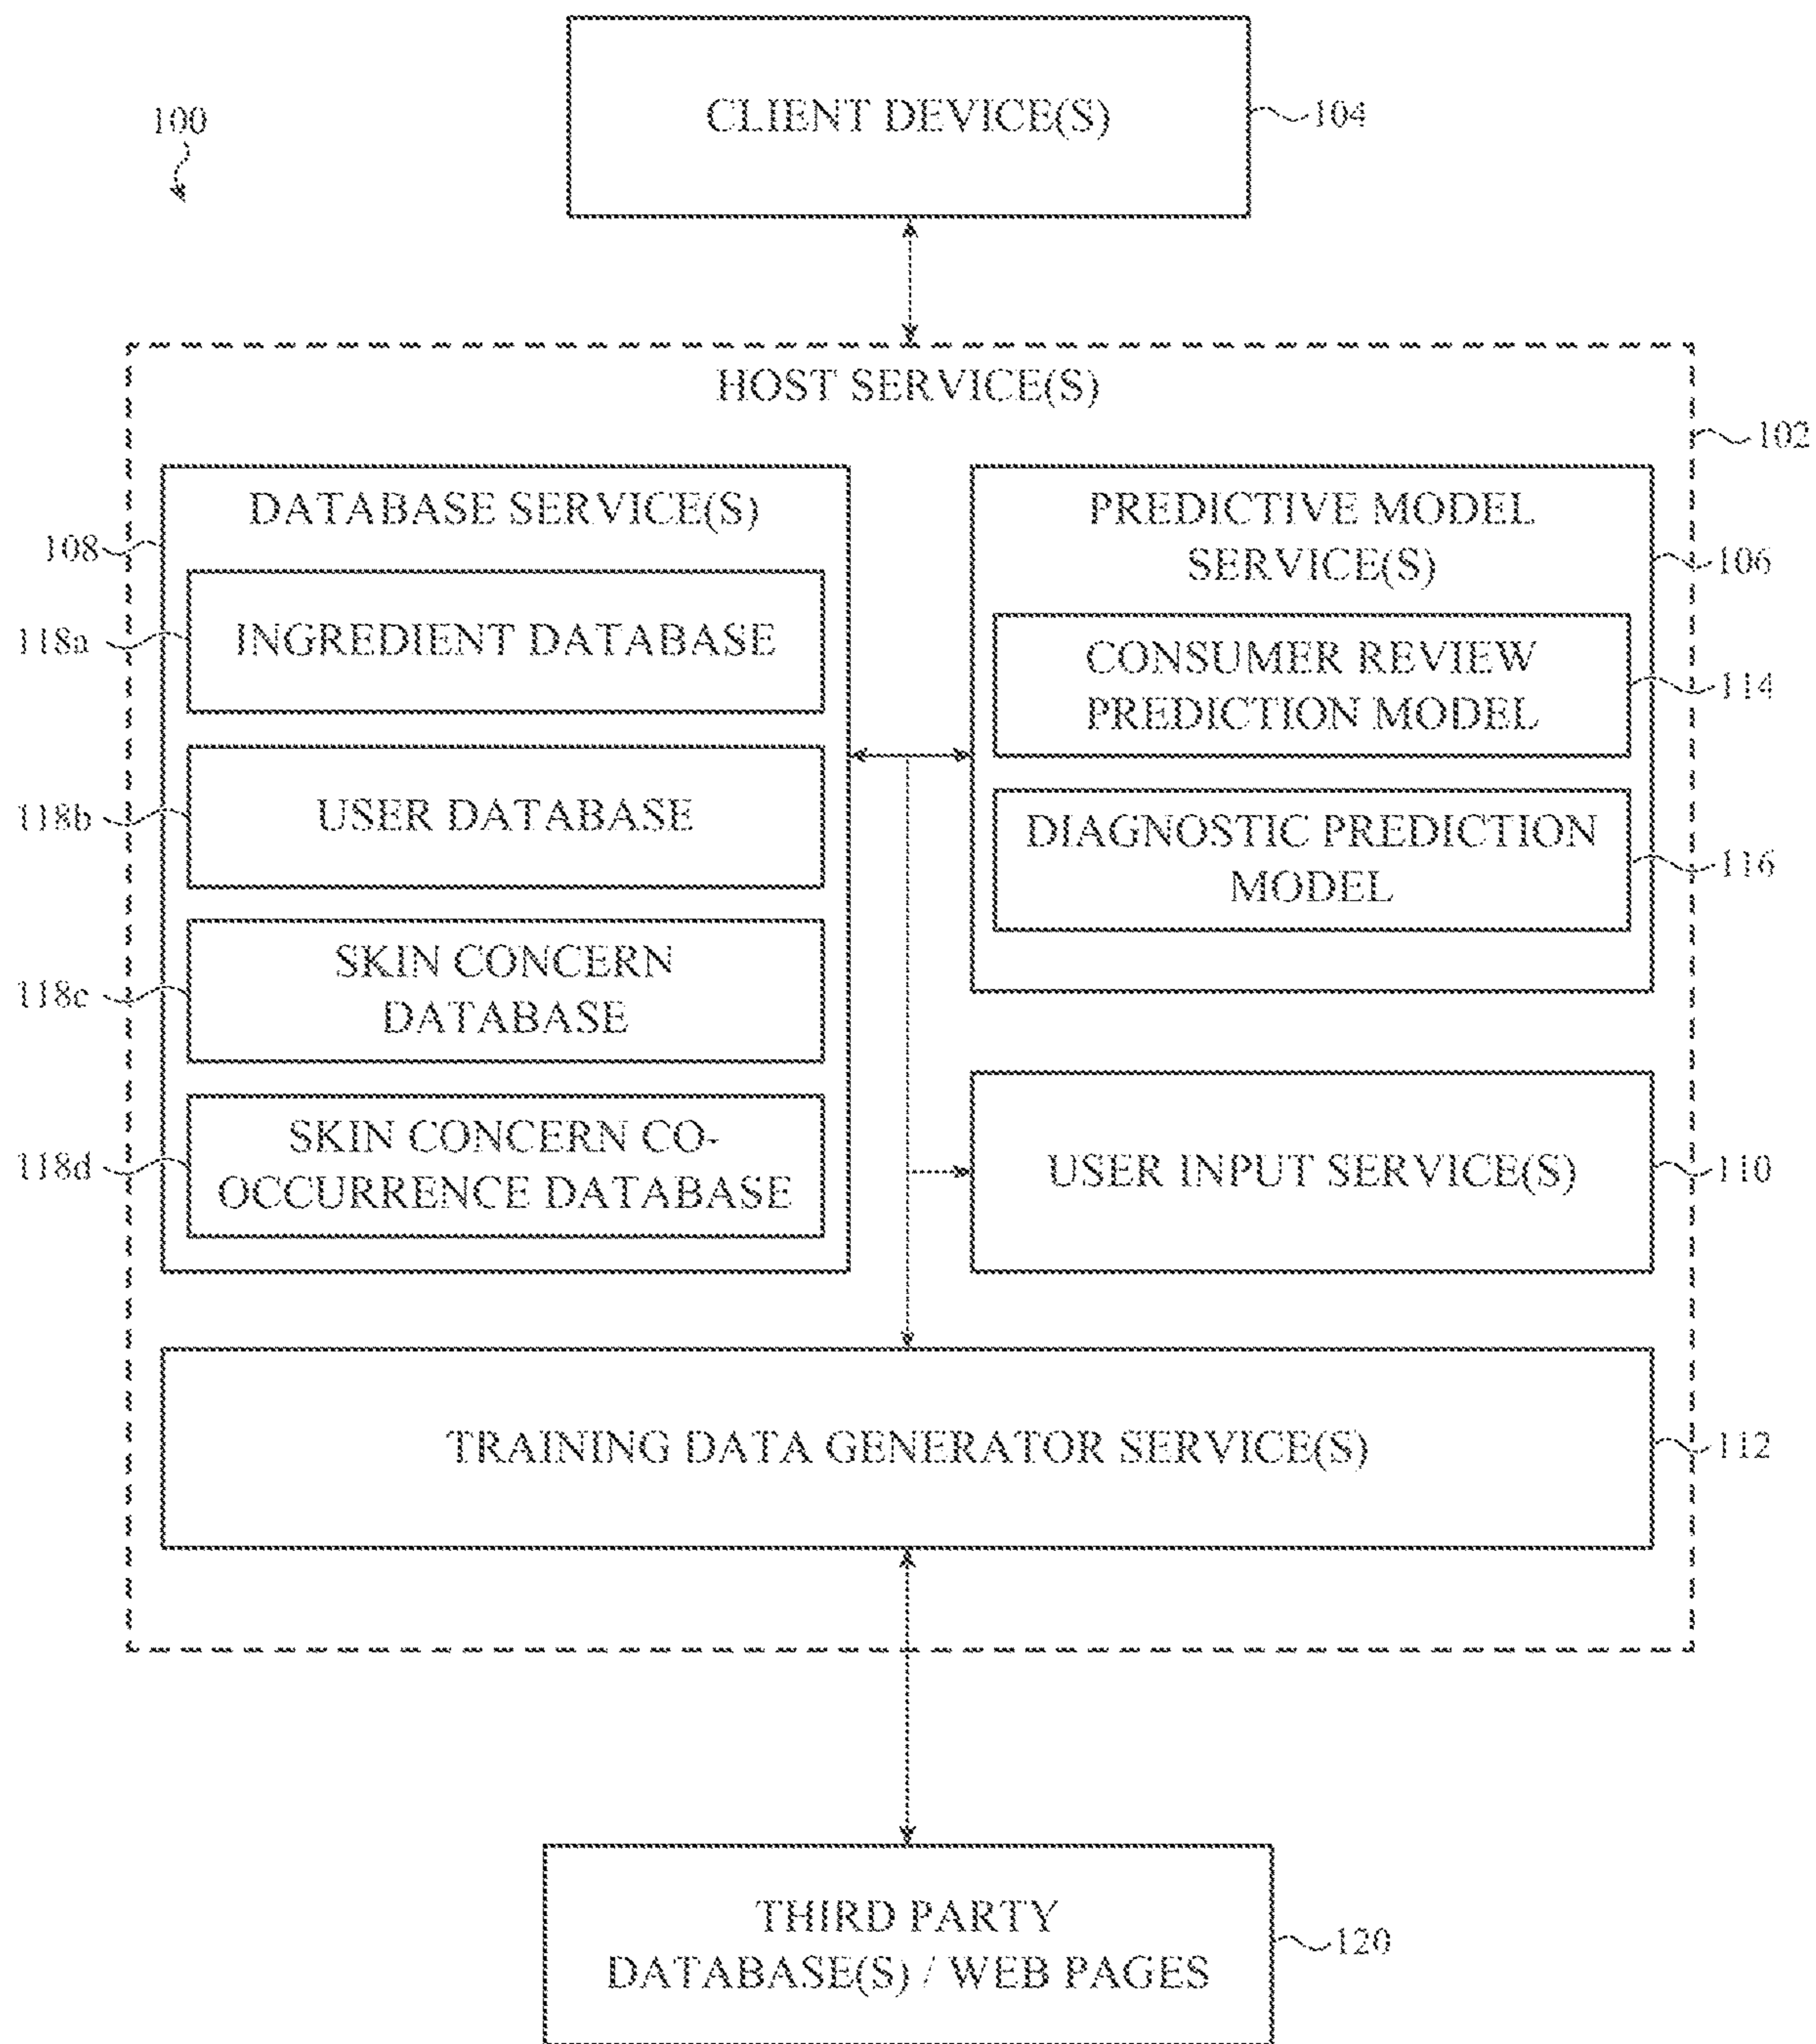 CLIENT DEVICE(S)
104
100
HOST SERVICE(S)
102
DATABASE SERVICE(S)
108
INGREDIENT DATABASE
118a
USER DATABASE
118b
SKIN CONCERN
DATABASE
118c
SKIN CONCERN CO-
OCCURRENCE DATABASE
118d
PREDICTIVE MODEL
SERVICE(S)
106
CONSUMER REVIEW
PREDICTION MODEL
114
DIAGNOSTIC PREDICTION
MODEL
116
USER INPUT SERVICE(S)
110
TRAINING DATA GENERATOR SERVICE(S)
112
THIRD PARTY
DATABASE(S) / WEB PAGES
120